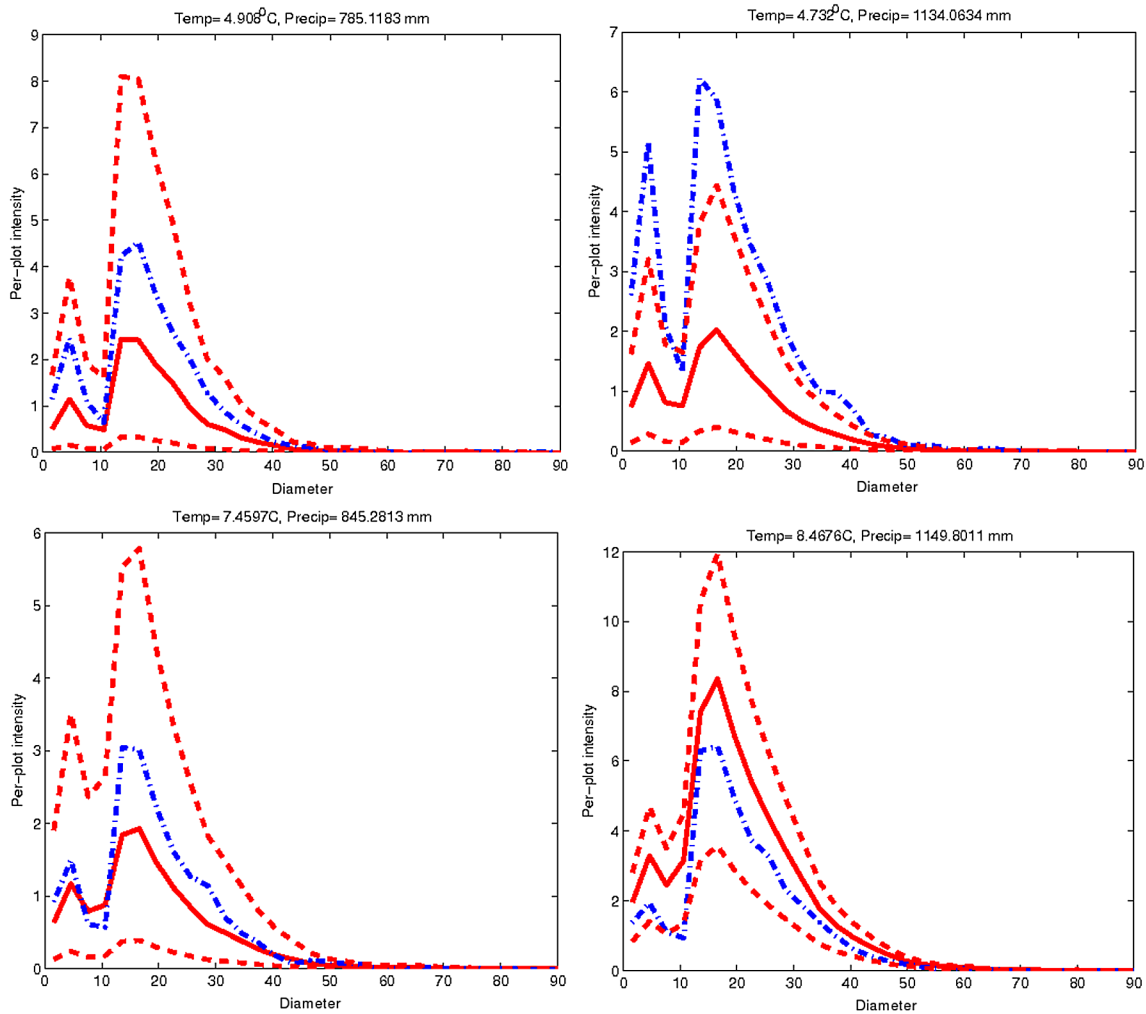 Temp= 4.908⁰C, Precip= 785.1183 mm
9
8
7
6
5
4
3
2
1
0
Per-plot intensity
0 10 20 30 40 50 60 70 80 90
Diameter
Temp= 4.732⁰C, Precip= 1134.0634 mm
7
6
5
4
3
2
1
0
Per-plot intensity
0 10 20 30 40 50 60 70 80 90
Diameter
Temp= 7.4597C, Precip= 845.2813 mm
6
5
4
3
2
1
0
Per-plot intensity
0 10 20 30 40 50 60 70 80 90
Diameter
Temp= 8.4676C, Precip= 1149.8011 mm
12
10
8
6
4
2
0
Per-plot intensity
0 10 20 30 40 50 60 70 80 90
Diameter